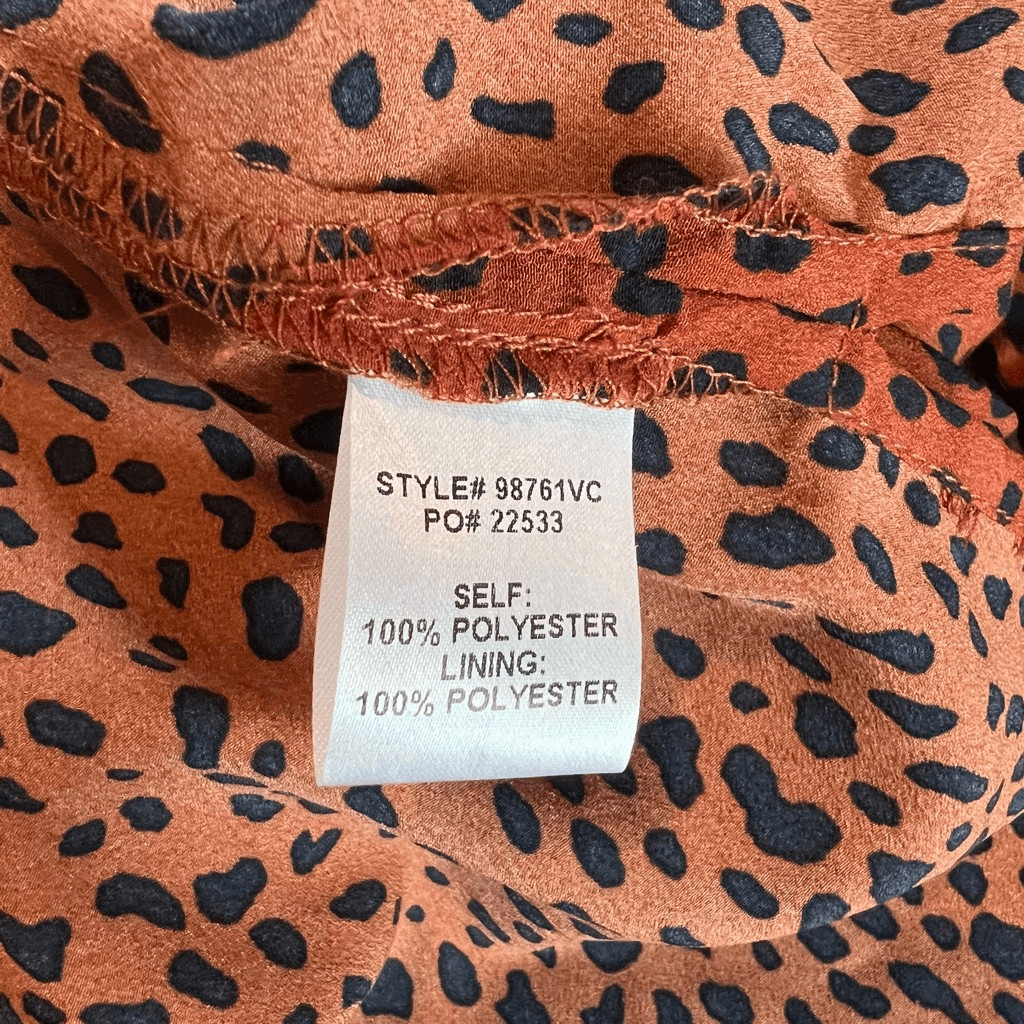 STYLE# 98761VC
PO# 22533
SELF:
100% POLYESTER
LINING:
100% POLYESTER